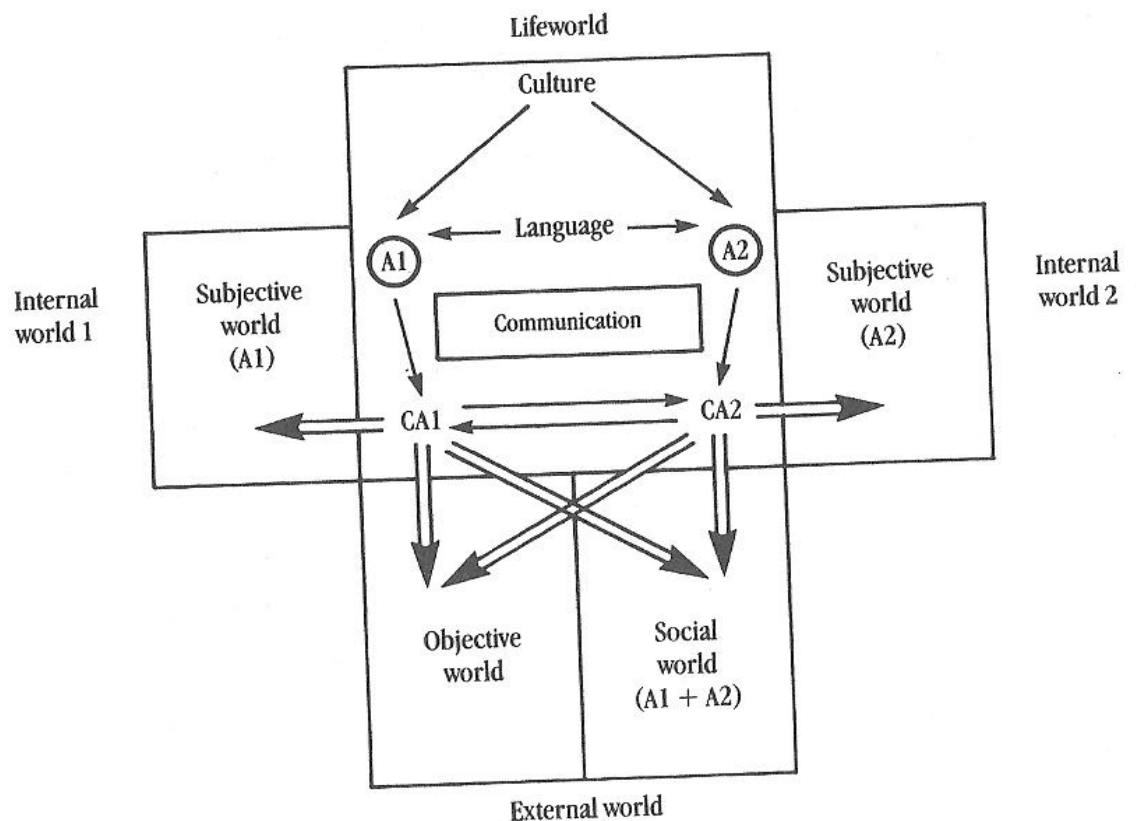 Lifeworld
Culture
Language
A1
A2
Communication
Internal
world 1
Subjective
world
(A1)
Subjective
world
(A2)
Internal
world 2
CA1
CA2
Objective
world
Social
world
(A1 + A2)
External world